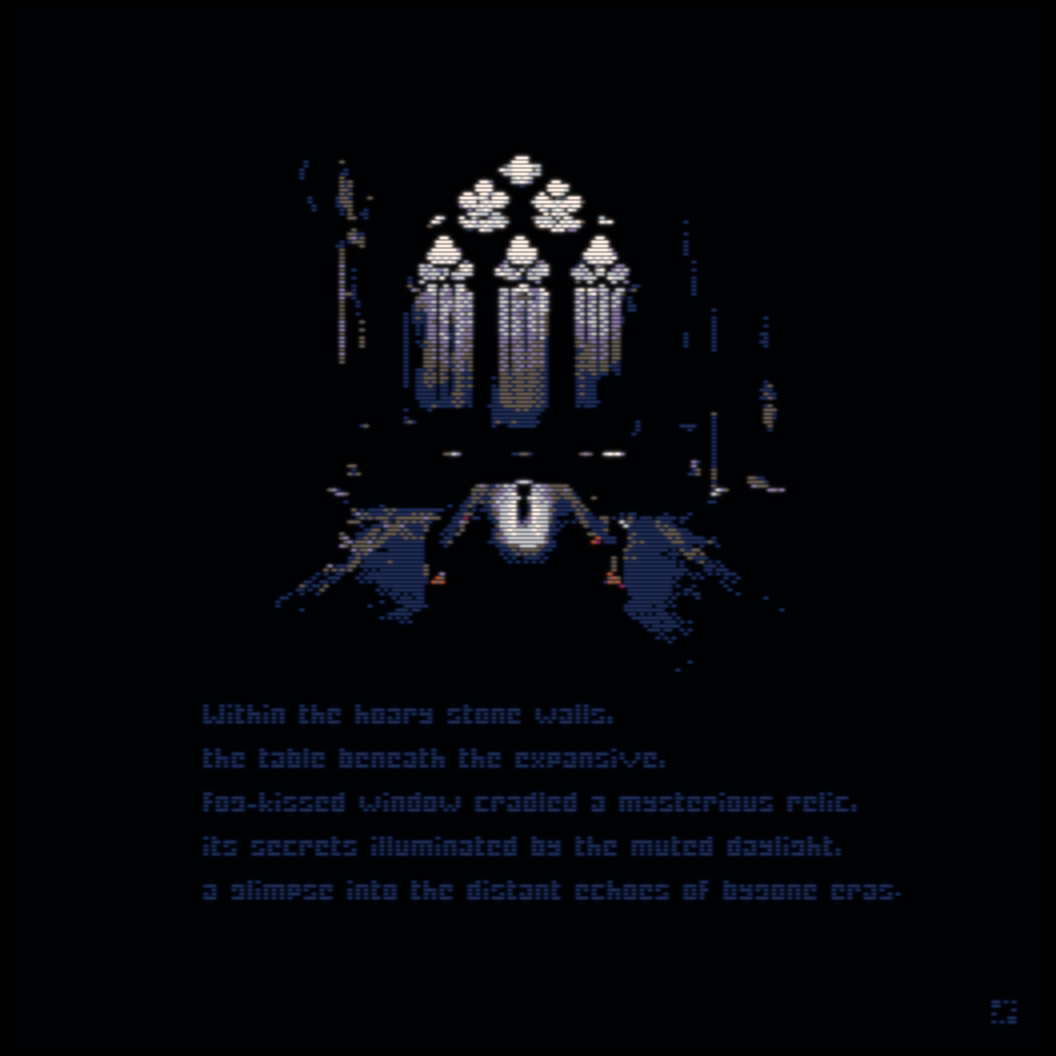 Within the hoary stone walls,
the table beneath the expansive,
fog-kissed window cradled a mysterious relic,
its secrets illuminated by the muted daylight,
a glimpse into the distant echoes of bygone eras.